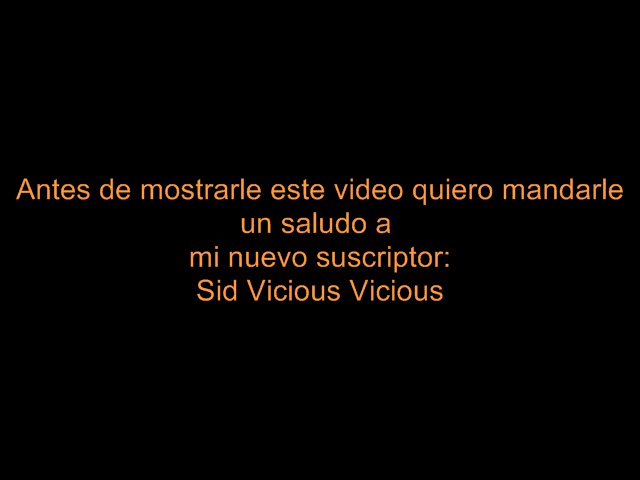 Antes de mostrarle este video quiero mandarle
un saludo a
mi nuevo suscriptor:
Sid Vicious Vicious